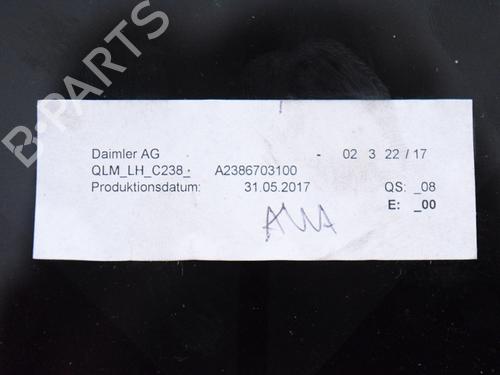 B-PARTS
Daimler AG - 02 3 22 / 17
QLM_LH_C238_- A2386703100
Produktionsdatum: 31.05.2017 QS: _08
E: _00